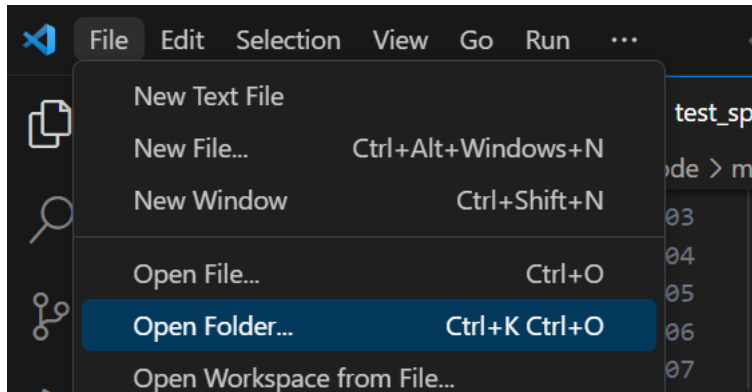 File Edit Selection View Go Run ···
New Text File
New File... Ctrl+Alt+Windows+N
New Window Ctrl+Shift+N
Open File... Ctrl+O
Open Folder... Ctrl+K Ctrl+O
Open Workspace from File...
test_sp
ode > m
03
04
05
06
07